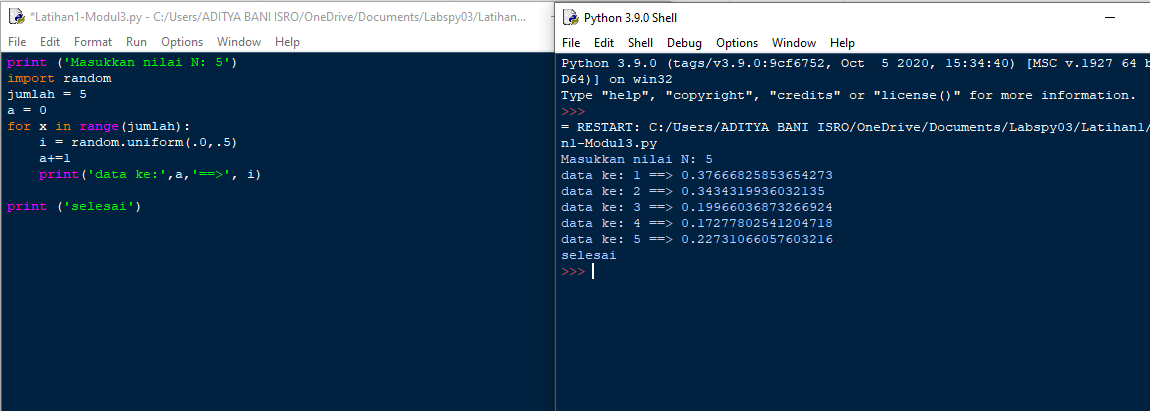 *Latihan1-Modul3.py - C:/Users/ADITYA BANI ISRO/OneDrive/Documents/Labspy03/Latihan...
File Edit Format Run Options Window Help
print ('Masukkan nilai N: 5')
import random
jumlah = 5
a = 0
for x in range(jumlah):
    i = random.uniform(.0,.5)
    a+=1
    print('data ke:',a,'==>', i)
print ('selesai')
Python 3.9.0 Shell
File Edit Shell Debug Options Window Help
Python 3.9.0 (tags/v3.9.0:9cf6752, Oct  5 2020, 15:34:40) [MSC v.1927 64 b
D64)] on win32
Type "help", "copyright", "credits" or "license()" for more information.
>>>
= RESTART: C:/Users/ADITYA BANI ISRO/OneDrive/Documents/Labspy03/Latihan1/
n1-Modul3.py
Masukkan nilai N: 5
data ke: 1 ==> 0.37666825853654273
data ke: 2 ==> 0.3434319936032135
data ke: 3 ==> 0.19966036873266924
data ke: 4 ==> 0.17277802541204718
data ke: 5 ==> 0.22731066057603216
selesai
>>>